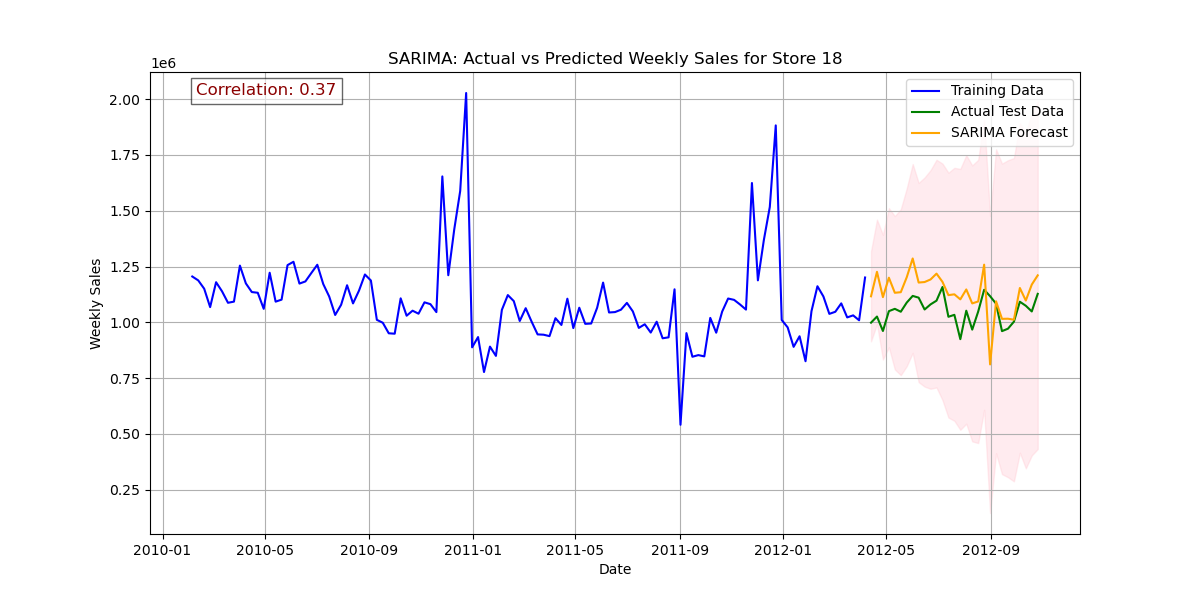 SARIMA: Actual vs Predicted Weekly Sales for Store 18
1e6
Correlation: 0.37
Training Data
Actual Test Data
SARIMA Forecast
2.00
1.75
1.50
1.25
1.00
0.75
0.50
0.25
Weekly Sales
2010-01 2010-05 2010-09 2011-01 2011-05 2011-09 2012-01 2012-05 2012-09
Date